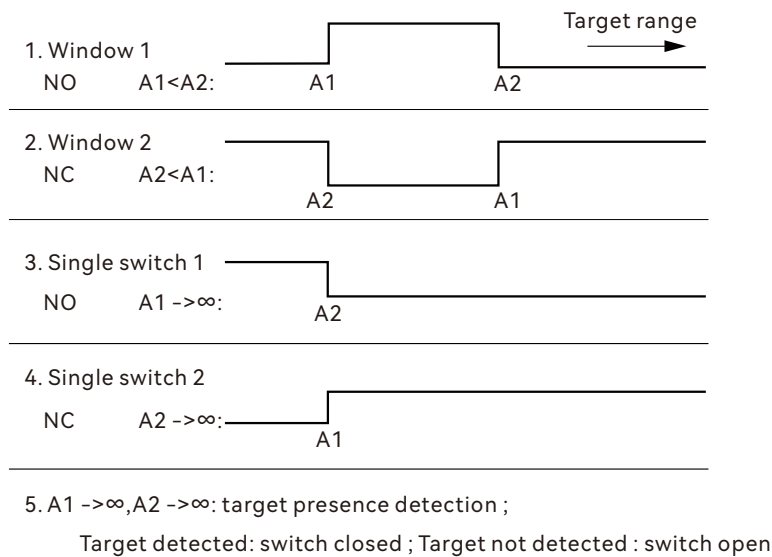 Target range
1. Window 1
NO A1<A2:
A1 A2
2. Window 2
NC A2<A1:
A2 A1
3. Single switch 1
NO A1 ->∞:
A2
4. Single switch 2
NC A2 ->∞:
A1
5. A1 ->∞,A2 ->∞: target presence detection ;
Target detected: switch closed ; Target not detected : switch open